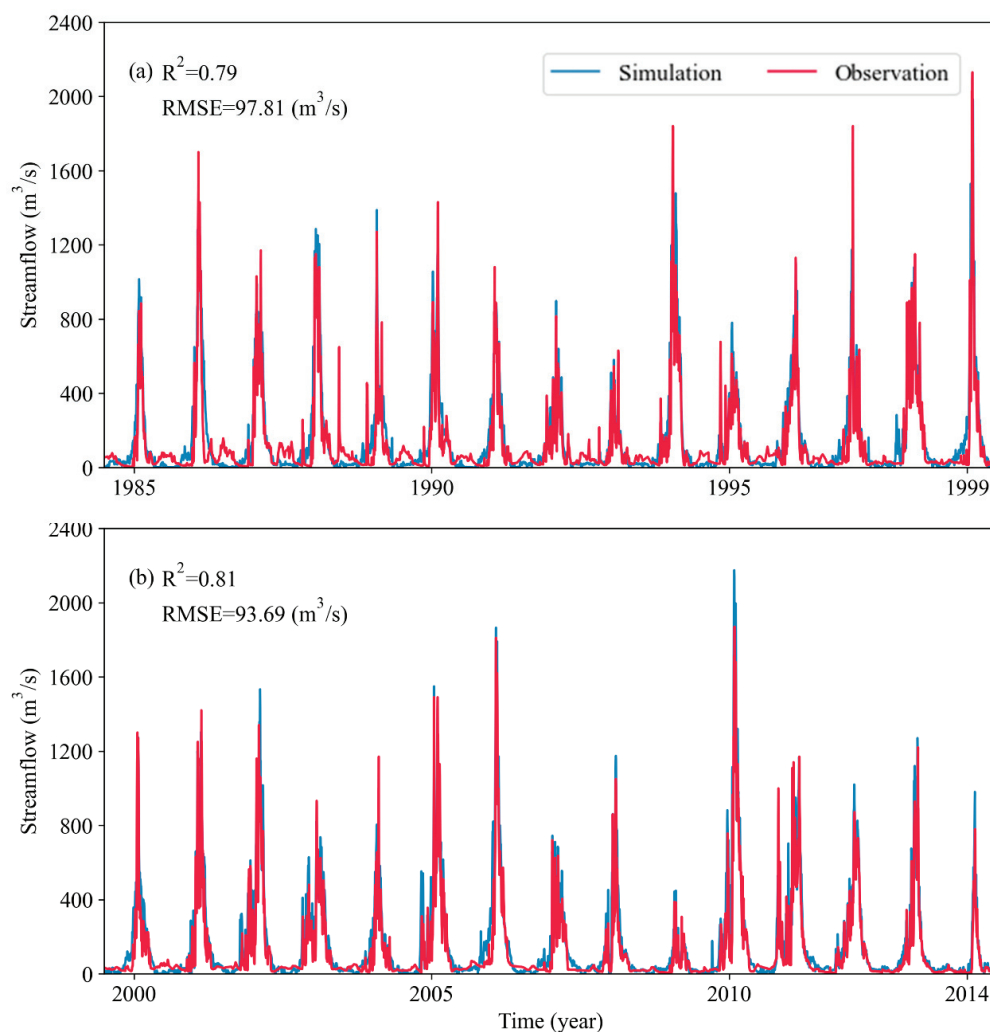 2400
2000
1600
1200
800
400
0
Streamflow (m³/s)
(a) R²=0.79
RMSE=97.81 (m³/s)
Simulation Observation
1985 1990 1995 1999
2400
2000
1600
1200
800
400
0
Streamflow (m³/s)
(b) R²=0.81
RMSE=93.69 (m³/s)
2000 2005 2010 2014
Time (year)